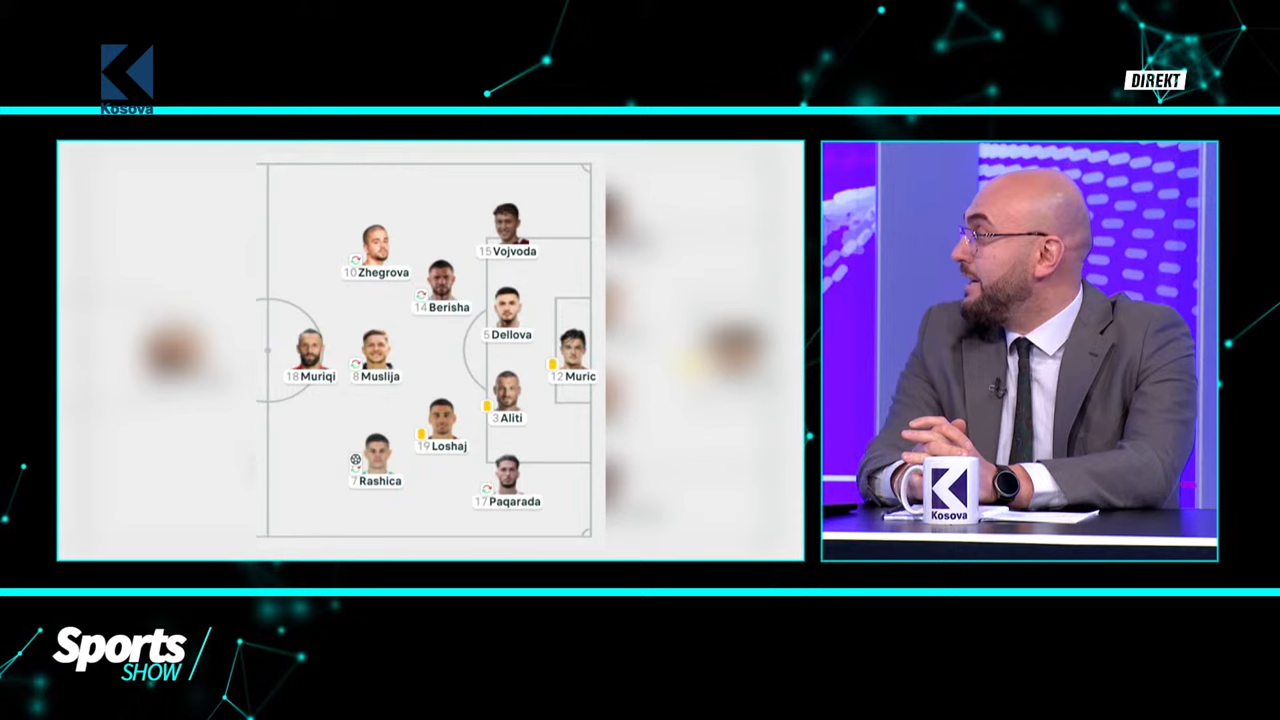 Kosova
DIREKT
15 Vojvoda
10 Zhegrova
14 Berisha
5 Dellova
18 Muriqi
8 Muslija
12 Muric
3 Aliti
19 Loshaj
7 Rashica
17 Paqarada
Kosova
Sports
SHOW